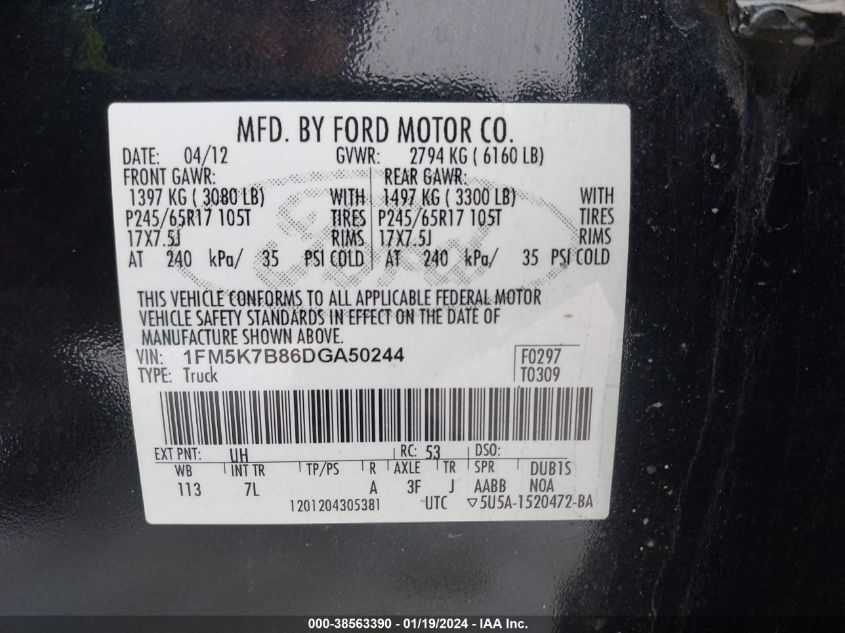 MFD. BY FORD MOTOR CO.
DATE: 04/12 GVWR: 2794 KG ( 6160 LB)
FRONT GAWR: REAR GAWR:
1397 KG ( 3080 LB) WITH 1497 KG ( 3300 LB) WITH
P245/65R17 105T TIRES P245/65R17 105T TIRES
17X7.5J RIMS 17X7.5J RIMS
AT 240 kPa/ 35 PSI COLD AT 240 kPa/ 35 PSI COLD
Ford
THIS VEHICLE CONFORMS TO ALL APPLICABLE FEDERAL MOTOR
VEHICLE SAFETY STANDARDS IN EFFECT ON THE DATE OF
MANUFACTURE SHOWN ABOVE.
VIN: 1FM5K7B86DGA50244 F0297
TYPE: Truck T0309
EXT PNT: UH RC: 53 DSO:
WB INT TR TP/PS R AXLE TR SPR DUB1S
113 7L A 3F J AABB NOA
1201204305381 UTC ▽5U5A-1520472-BA
000-38563390 - 01/19/2024 - IAA Inc.